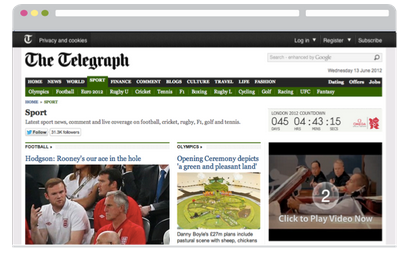 Privacy and cookies
Log in ▼ Register ▼ Subscribe
The Telegraph
Search - enhanced by Google
Wednesday 13 June 2012
HOME NEWS WORLD SPORT FINANCE COMMENT BLOGS CULTURE TRAVEL LIFE FASHION Dating Offers Jobs
Olympics Football Euro 2012 Rugby U Cricket Tennis F1 Boxing Rugby L Cycling Golf Racing UFC Fantasy
HOME » SPORT
Sport
Latest sport news, comment and live coverage on football, cricket, rugby, F1, golf and tennis.
Follow 31.3K followers
LONDON 2012 COUNTDOWN
045 04:43:15
DAYS HRS MINS SECS
FOOTBALL »
Hodgson: Rooney's our ace in the hole
OLYMPICS »
Opening Ceremony depicts
'a green and pleasant land'
Danny Boyle's £27m plans include
pastoral scene with sheep, chickens
2
Click to Play Video Now